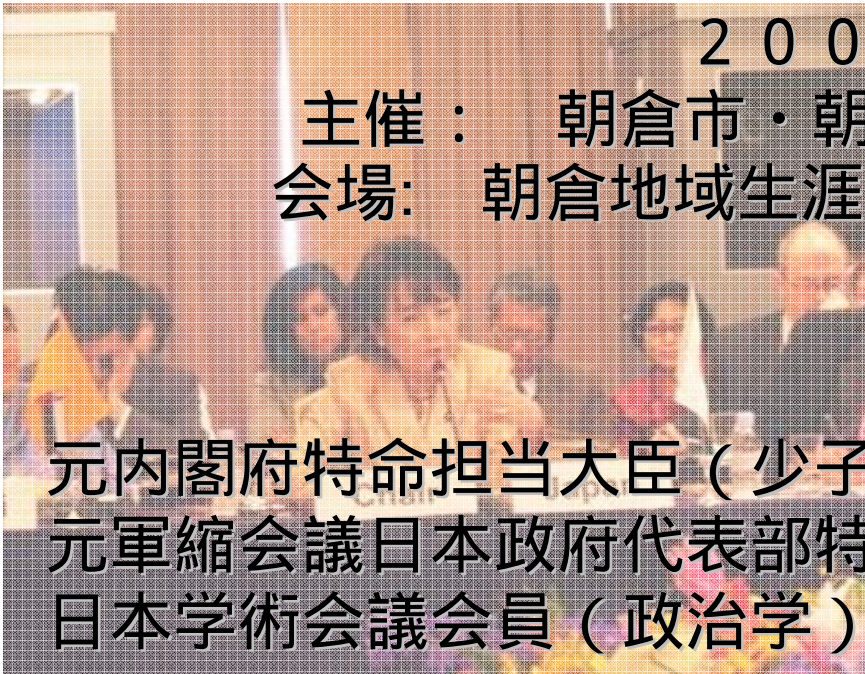 ２００
主催：　朝倉市・朝
会場:　朝倉地域生涯
Chair
Japan
元内閣府特命担当大臣（少子
元軍縮会議日本政府代表部特
日本学術会議会員（政治学）